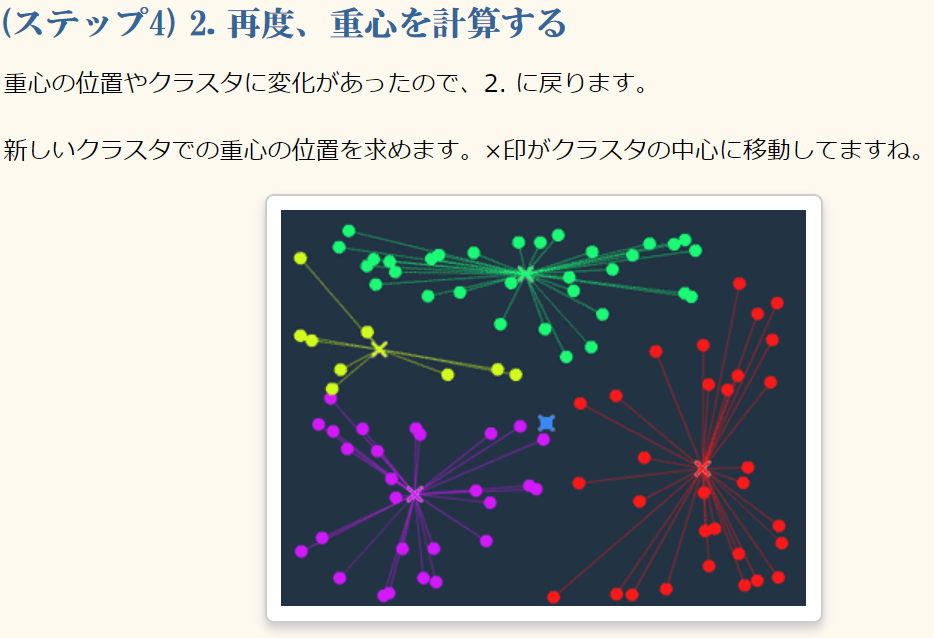 (ステップ4) 2. 再度、重心を計算する
重心の位置やクラスタに変化があったので、2. に戻ります。
新しいクラスタでの重心の位置を求めます。×印がクラスタの中心に移動してますね。